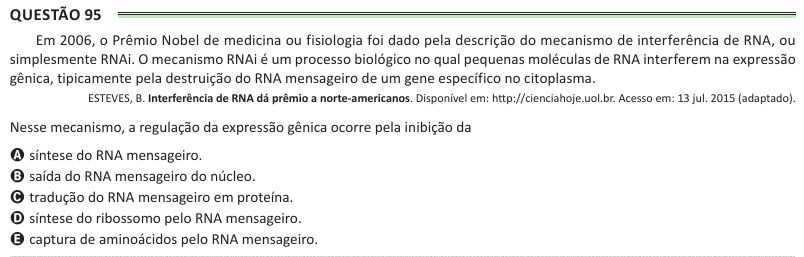 QUESTÃO 95
Em 2006, o Prêmio Nobel de medicina ou fisiologia foi dado pela descrição do mecanismo de interferência de RNA, ou
simplesmente RNAi. O mecanismo RNAi é um processo biológico no qual pequenas moléculas de RNA interferem na expressão
gênica, tipicamente pela destruição do RNA mensageiro de um gene específico no citoplasma.
ESTEVES, B. Interferência de RNA dá prêmio a norte-americanos. Disponível em: http://cienciahoje.uol.br. Acesso em: 13 jul. 2015 (adaptado).
Nesse mecanismo, a regulação da expressão gênica ocorre pela inibição da
A síntese do RNA mensageiro.
B saída do RNA mensageiro do núcleo.
C tradução do RNA mensageiro em proteína.
D síntese do ribossomo pelo RNA mensageiro.
E captura de aminoácidos pelo RNA mensageiro.